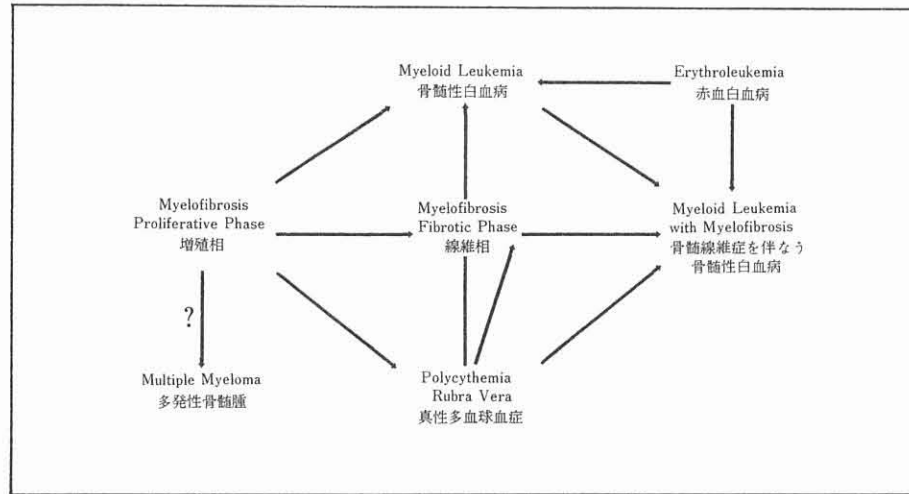 Myeloid Leukemia
骨髄性白血病
Erythroleukemia
赤血白血病
Myelofibrosis
Proliferative Phase
増殖相
Myelofibrosis
Fibrotic Phase
線維相
Myeloid Leukemia
with Myelofibrosis
骨髄線維症を伴なう
骨髄性白血病
?
Multiple Myeloma
多発性骨髄腫
Polycythemia
Rubra Vera
真性多血球血症